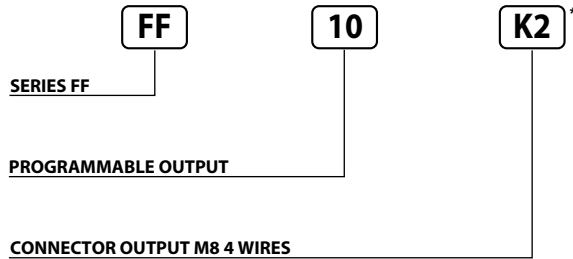 FF 10 K2*
SERIES FF
PROGRAMMABLE OUTPUT
CONNECTOR OUTPUT M8 4 WIRES